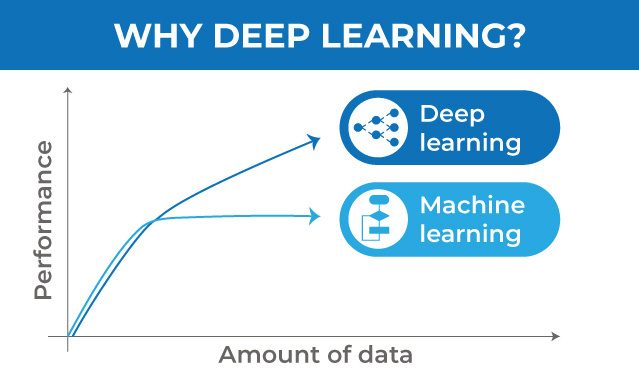 WHY DEEP LEARNING?
Performance
Deep
learning
Machine
learning
Amount of data